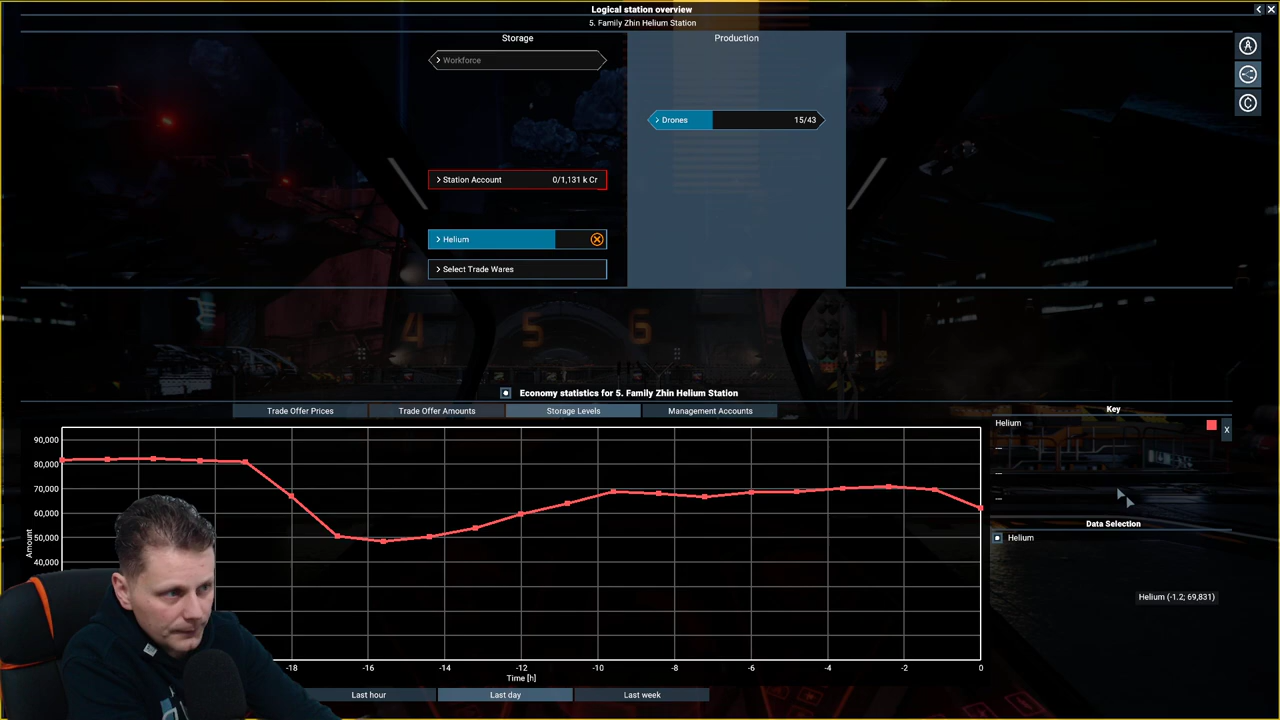 Logical station overview
5. Family Zhin Helium Station
Storage
Production
Workforce
Drones 15/43
Station Account 0/1,131 k Cr
Helium
Select Trade Wares
4 5 6
Economy statistics for 5. Family Zhin Helium Station
Trade Offer Prices Trade Offer Amounts Storage Levels Management Accounts
Key
Helium X
90,000
80,000
70,000
60,000
50,000
40,000
Amount
Data Selection
Helium
Helium (-1.2; 69,831)
-18 -16 -14 -12 -10 -8 -6 -4 -2 0
Time [h]
Last hour Last day Last week